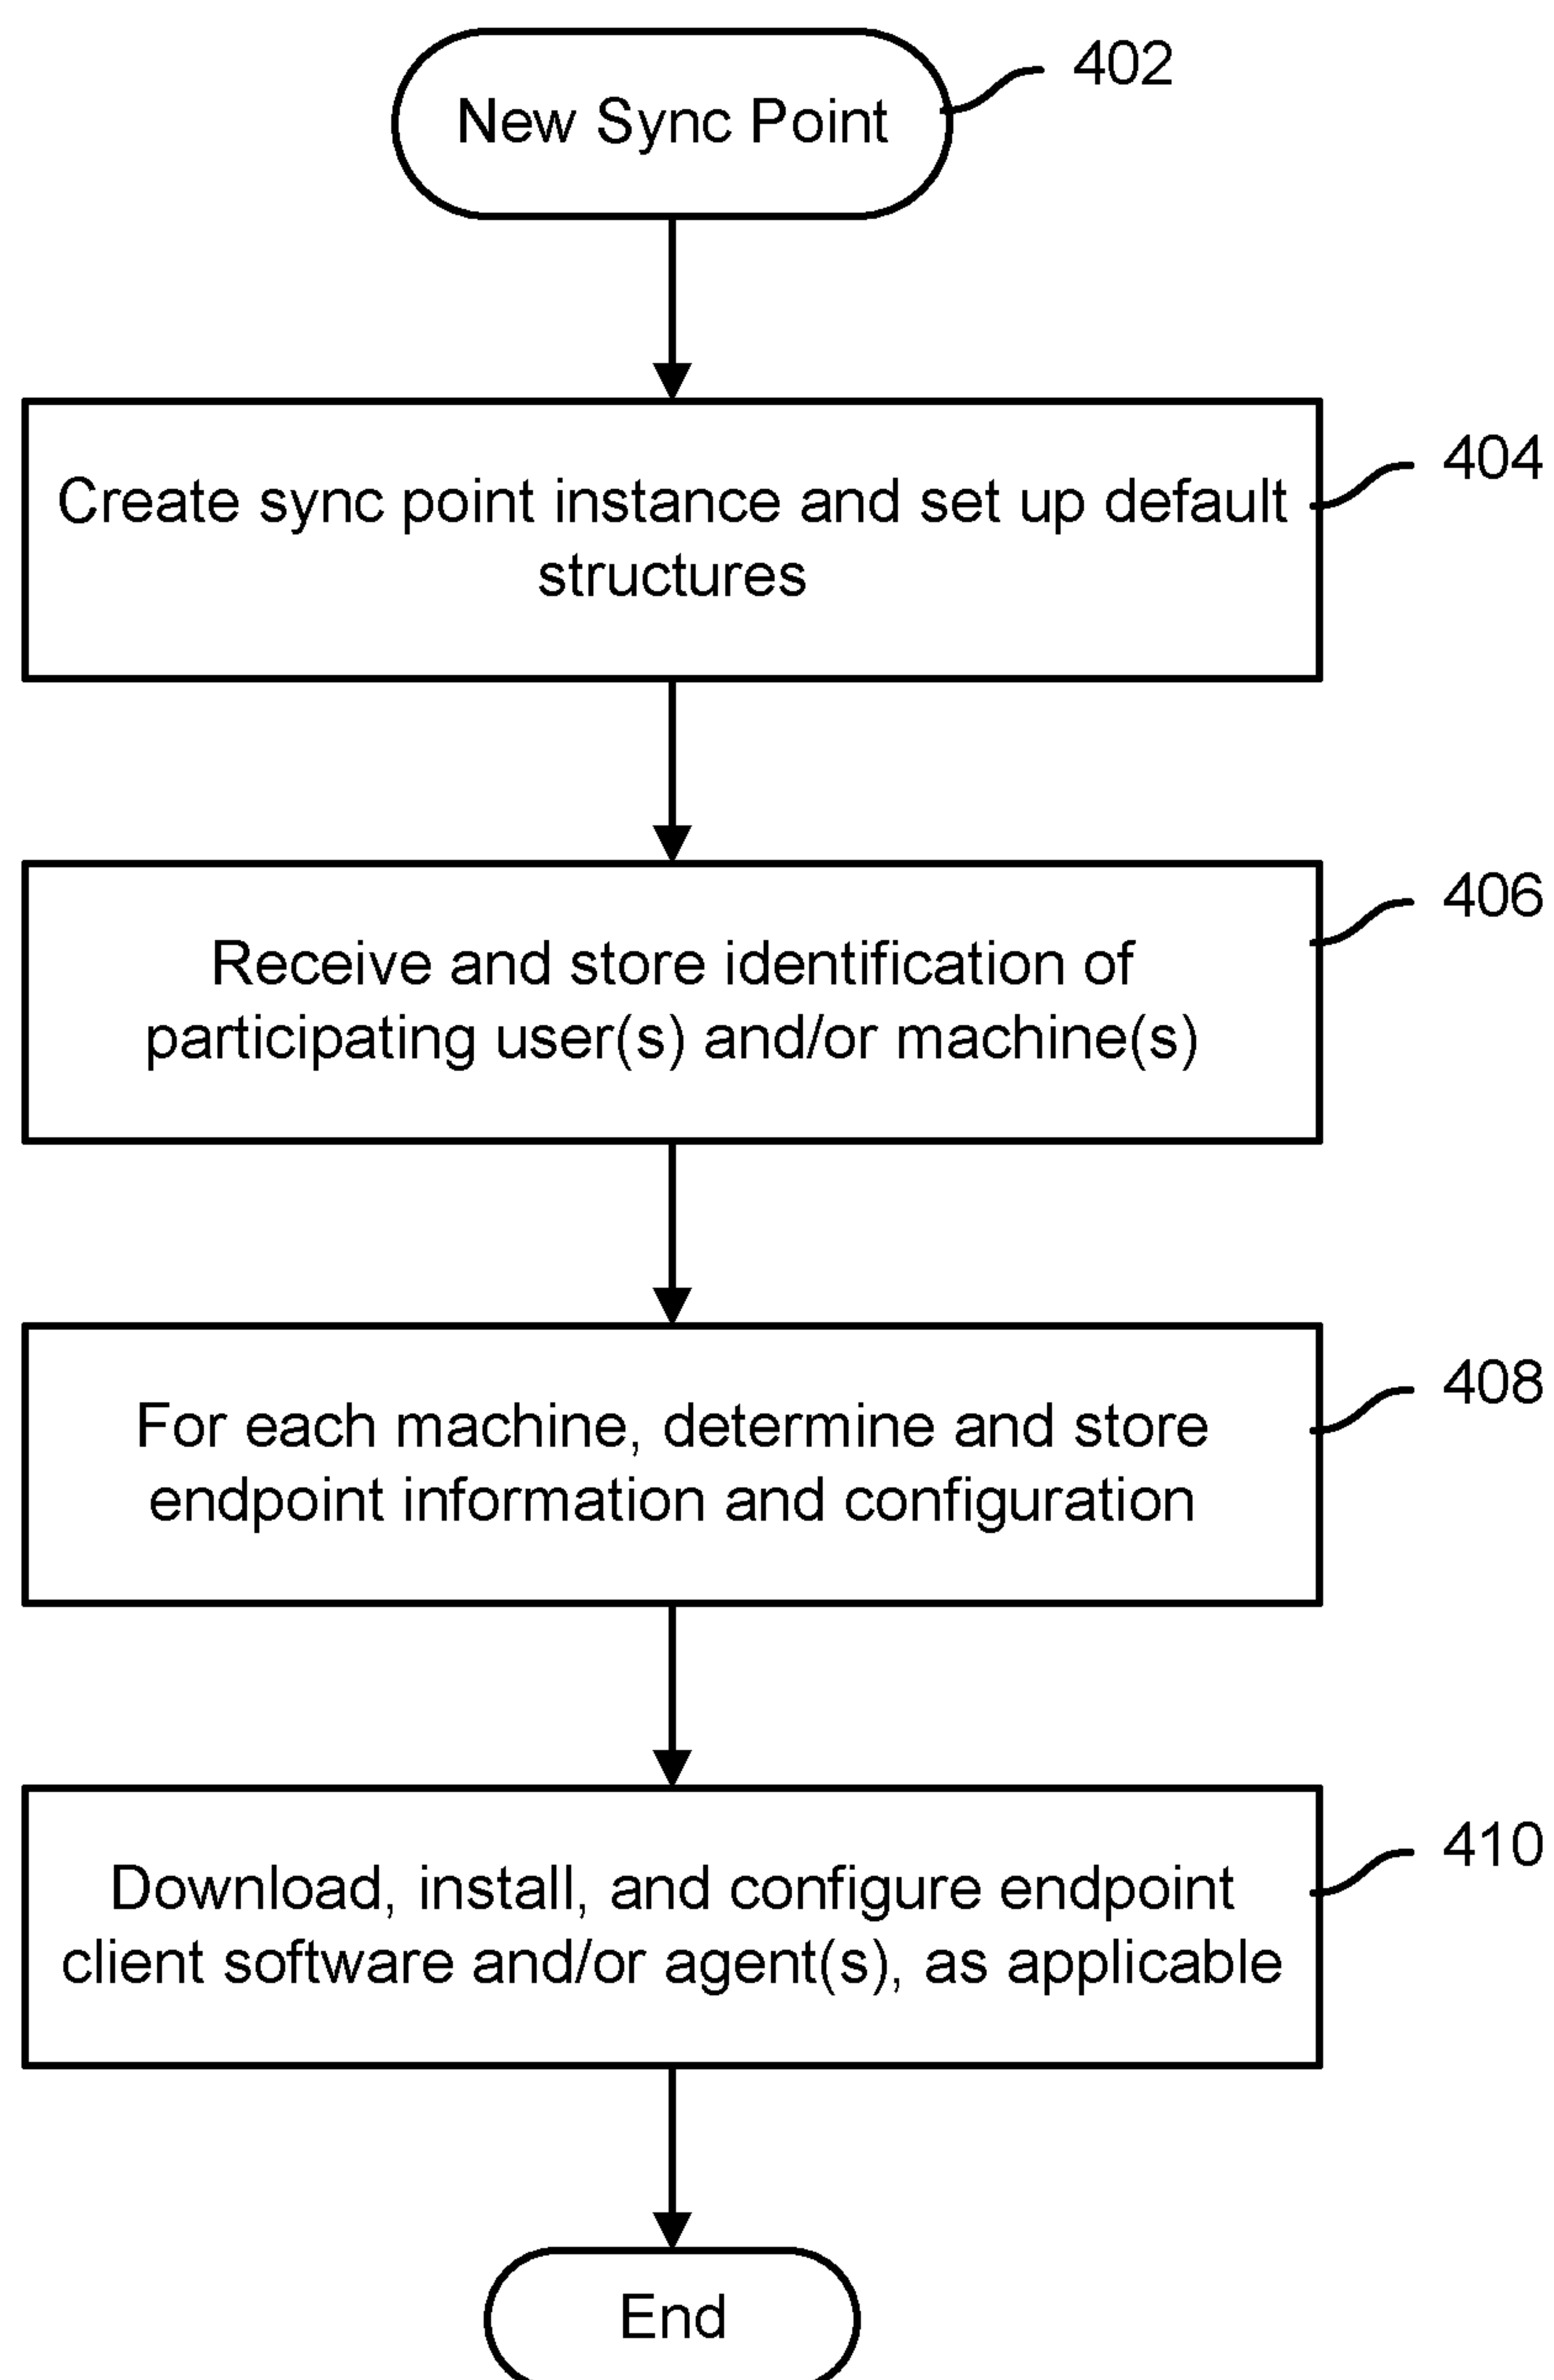 New Sync Point
402
Create sync point instance and set up default
structures
404
Receive and store identification of
participating user(s) and/or machine(s)
406
For each machine, determine and store
endpoint information and configuration
408
Download, install, and configure endpoint
client software and/or agent(s), as applicable
410
End